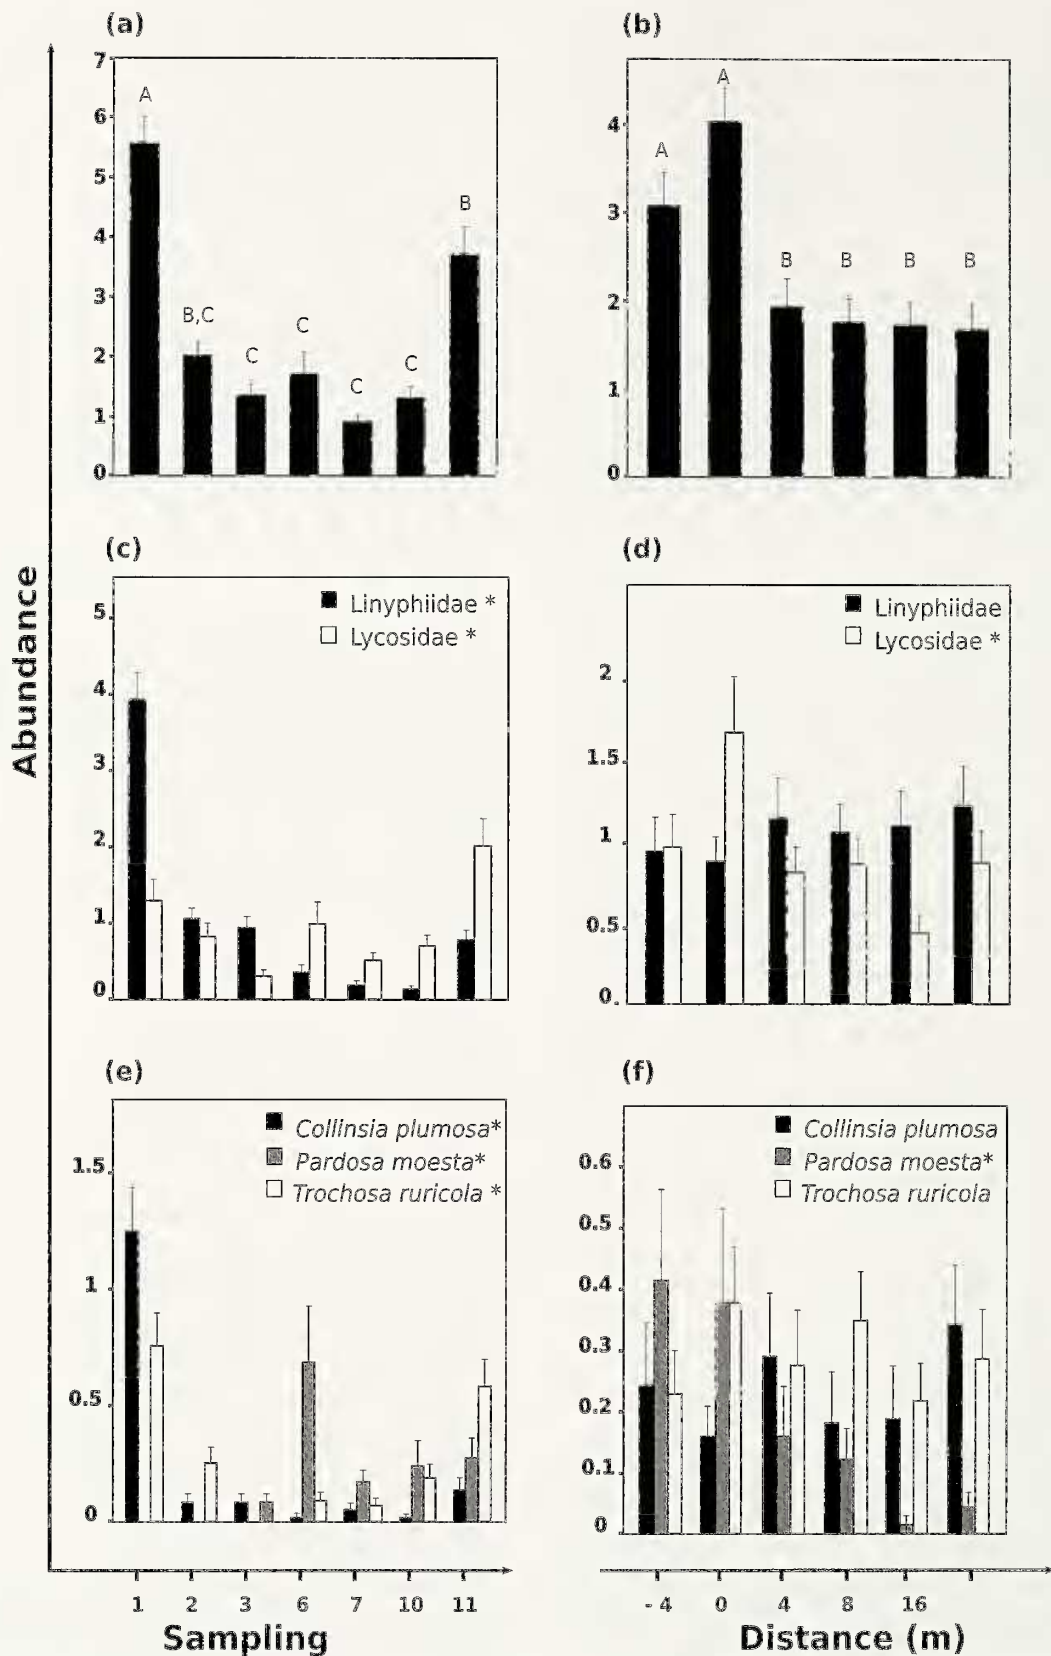 (a)
(b)
7
6
5
4
3
2
1
0
A
B,C
C
C
C
C
B
4
3
2
1
0
A
A
B
B
B
B
Abundance
(c)
(d)
Linyphiidae *
Lycosidae *
5
4
3
2
1
0
Linyphiidae
Lycosidae *
2
1.5
1
0.5
0.
(e)
(f)
Collinsia plumosa*
Pardosa moesta*
Trochosa ruricola *
1.5
1
0.5
0
Collinsia plumosa
Pardosa moesta*
Trochosa ruricola
0.6
0.5
0.4
0.3
0.2
0.1
0
1 2 3 6 7 10 11
Sampling
- 4 0 4 8 16
Distance (m)